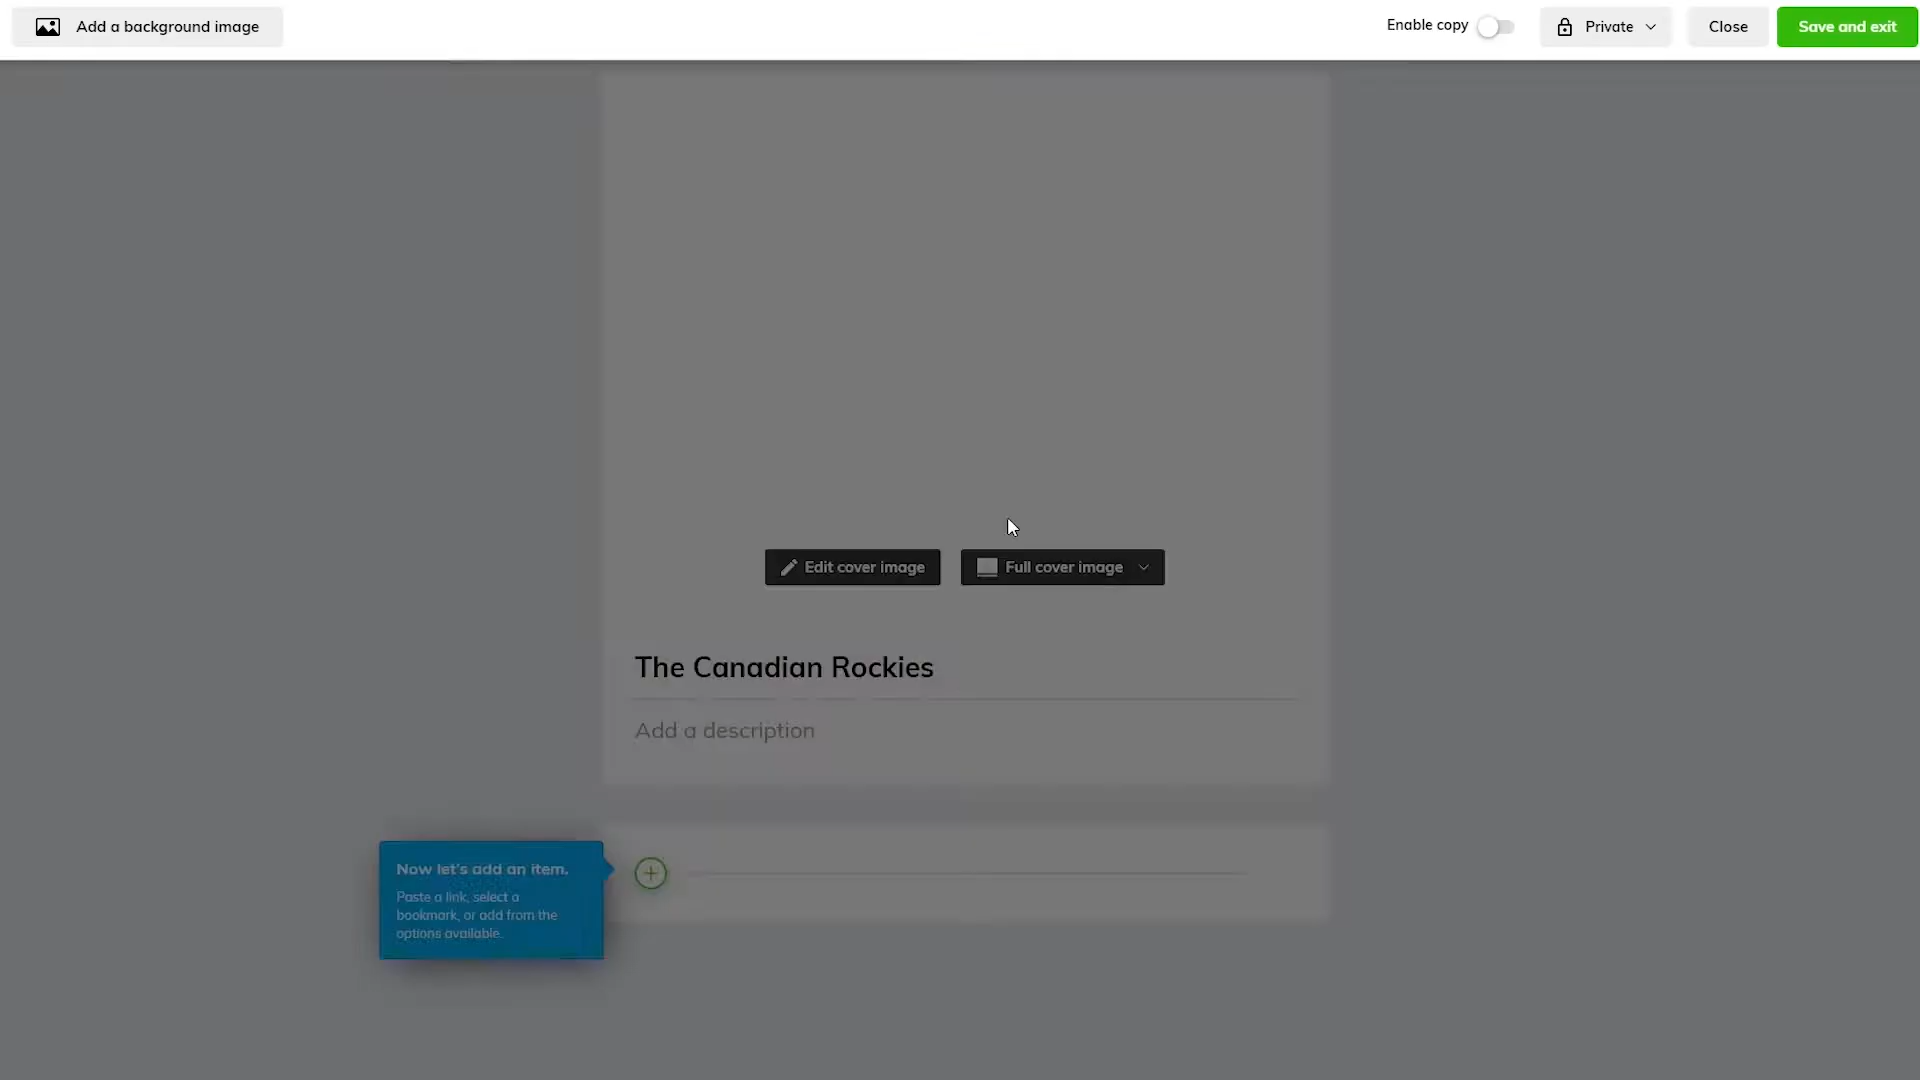 Add a background image
Enable copy
Private
Close
Save and exit
Edit cover image
Full cover image
The Canadian Rockies
Add a description
Now let's add an item.
Paste a link, select a
bookmark, or add from the
options available.